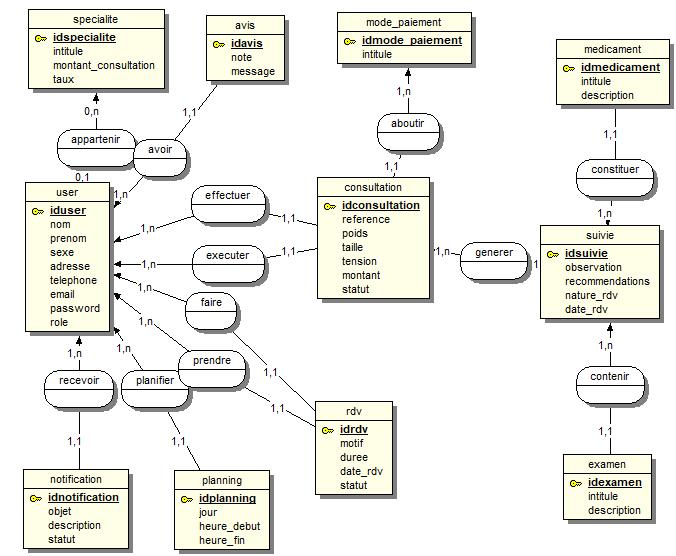 specialite
idspecialite
intitule
montant_consultation
taux
avis
idavis
note
message
mode_paiement
idmode_paiement
intitule
medicament
idmedicament
intitule
description
0,n
1,1
1,n
1,1
appartenir
avoir
aboutir
constituer
0,1
1,n
1,1
1,n
user
iduser
nom
prenom
sexe
adresse
telephone
email
password
role
effectuer
1,n
1,1
executer
1,n
1,1
consultation
idconsultation
reference
poids
taille
tension
montant
statut
1,n
generer
1
suivie
idsuivie
observation
recommendations
nature_rdv
date_rdv
faire
1,n
1,1
prendre
1,n
1,1
1,n
recevoir
1,n
planifier
1,n
contenir
1,1
1,1
1,1
rdv
idrdv
motif
duree
date_rdv
statut
notification
idnotification
objet
description
statut
planning
idplanning
jour
heure_debut
heure_fin
examen
idexamen
intitule
description